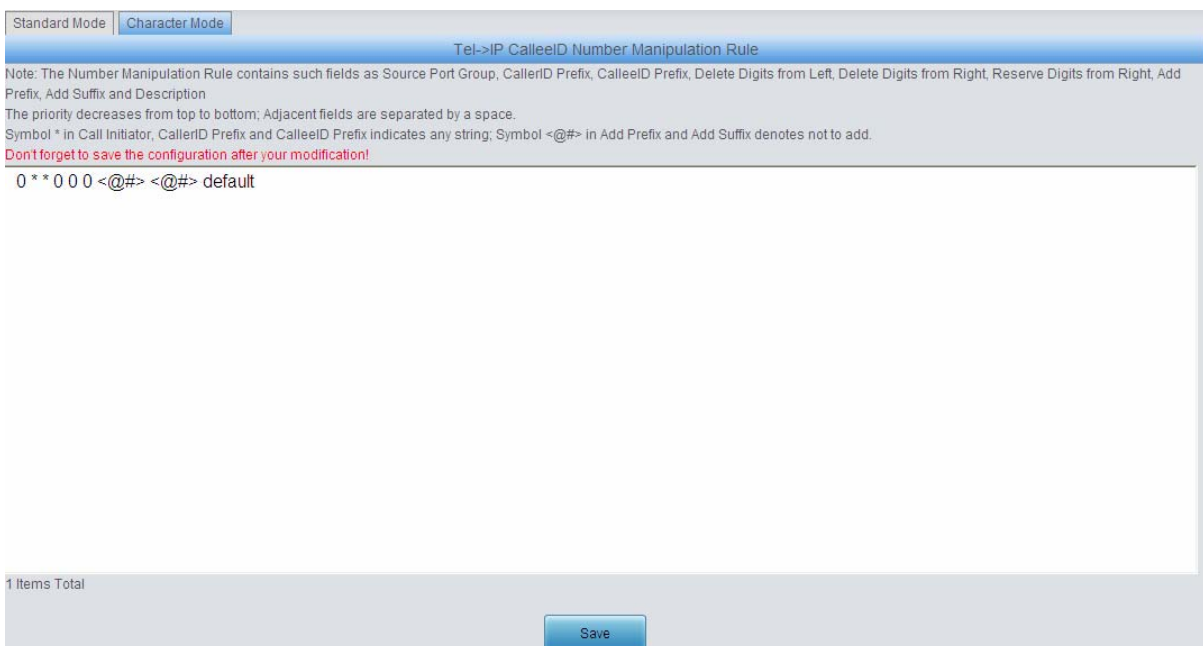 Standard Mode Character Mode
Tel->IP CalleeID Number Manipulation Rule
Note: The Number Manipulation Rule contains such fields as Source Port Group, CallerID Prefix, CalleeID Prefix, Delete Digits from Left, Delete Digits from Right, Reserve Digits from Right, Add
Prefix, Add Suffix and Description
The priority decreases from top to bottom; Adjacent fields are separated by a space.
Symbol * in Call Initiator, CallerID Prefix and CalleeID Prefix indicates any string; Symbol <@#> in Add Prefix and Add Suffix denotes not to add.
Don't forget to save the configuration after your modification!
0 * * 0 0 0 <@#> <@#> default
1 Items Total
Save